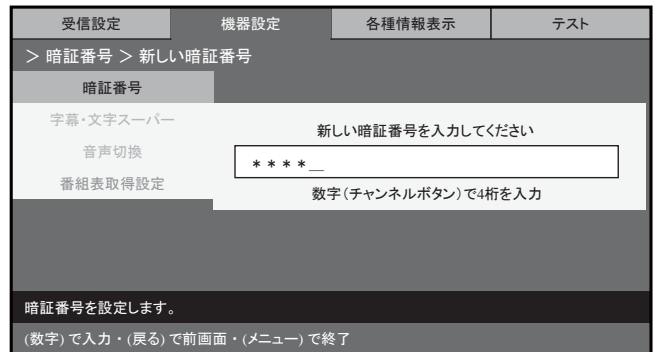 受信設定 機器設定 各種情報表示 テスト
＞ 暗証番号 ＞ 新しい暗証番号
暗証番号
字幕・文字スーパー
音声切換
番組表取得設定
新しい暗証番号を入力してください
＊＊＊＊_
数字（チャンネルボタン）で4桁を入力
暗証番号を設定します。
(数字) で入力・(戻る) で前画面・(メニュー) で終了